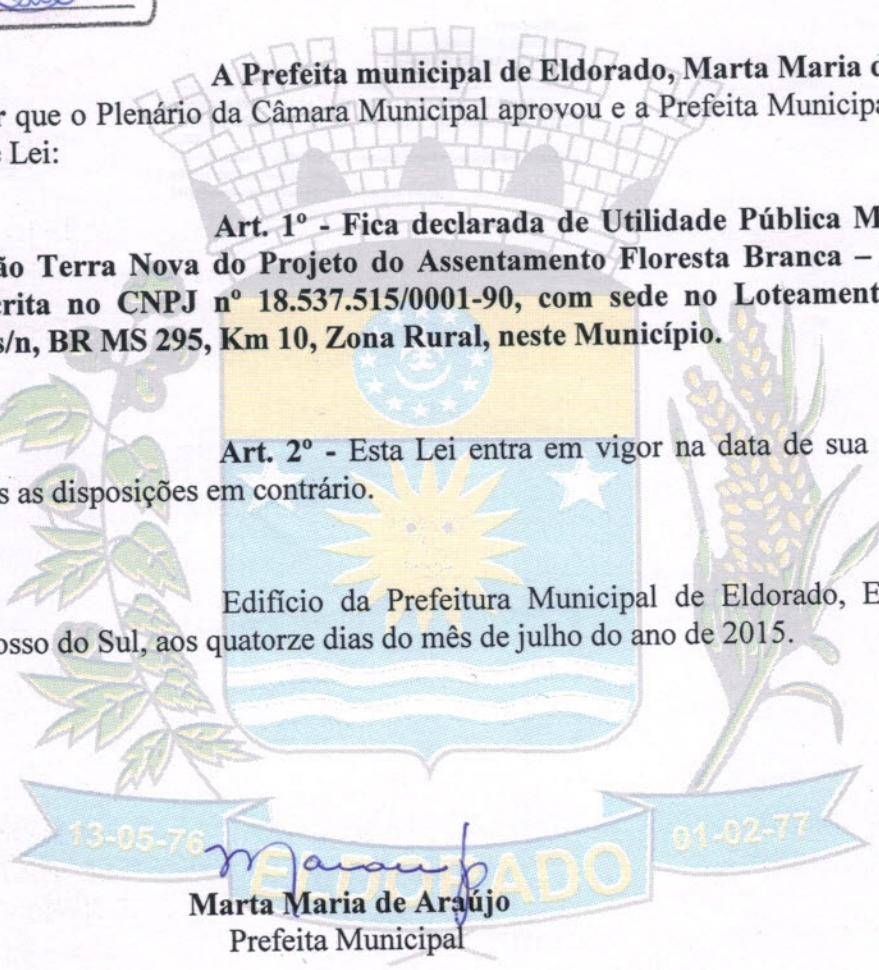 A Prefeita municipal de Eldorado, Marta Maria d
r que o Plenário da Câmara Municipal aprovou e a Prefeita Municipa
e Lei:
Art. 1º - Fica declarada de Utilidade Pública M
ão Terra Nova do Projeto do Assentamento Floresta Branca –
crita no CNPJ nº 18.537.515/0001-90, com sede no Loteament
s/n, BR MS 295, Km 10, Zona Rural, neste Município.
Art. 2º - Esta Lei entra em vigor na data de sua
s as disposições em contrário.
Edifício da Prefeitura Municipal de Eldorado, E
osso do Sul, aos quatorze dias do mês de julho do ano de 2015.
13-05-76
01-02-77
ELDORADO
Marta Maria de Araújo
Prefeita Municipal